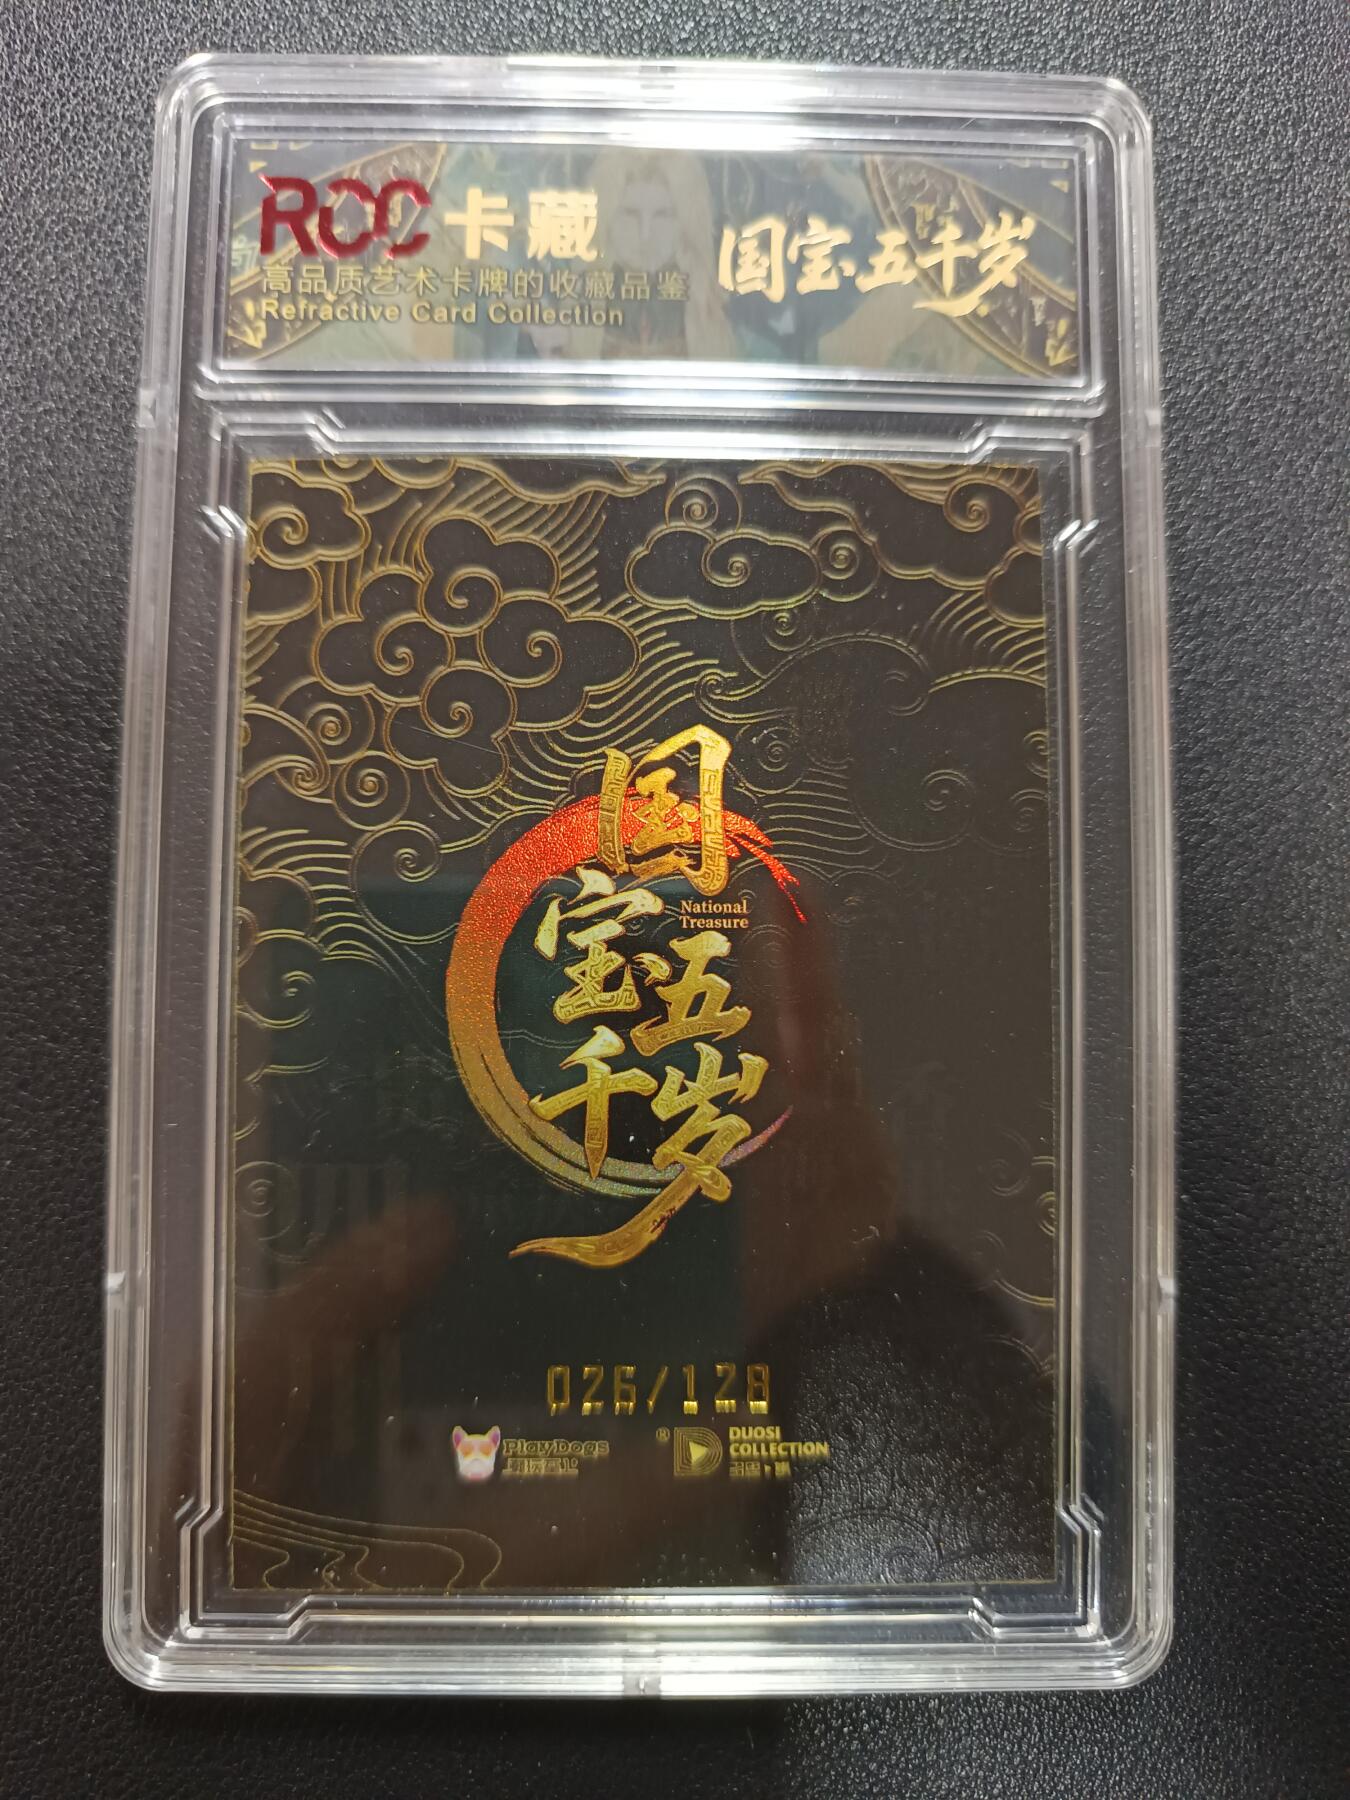 RCC 卡藏
高品质艺术卡牌的收藏品鉴
Refractive Card Collection
国宝五千岁
国宝五千岁
National
Treasure
026/128
PlayDogs
®
DUOSI
COLLECTION